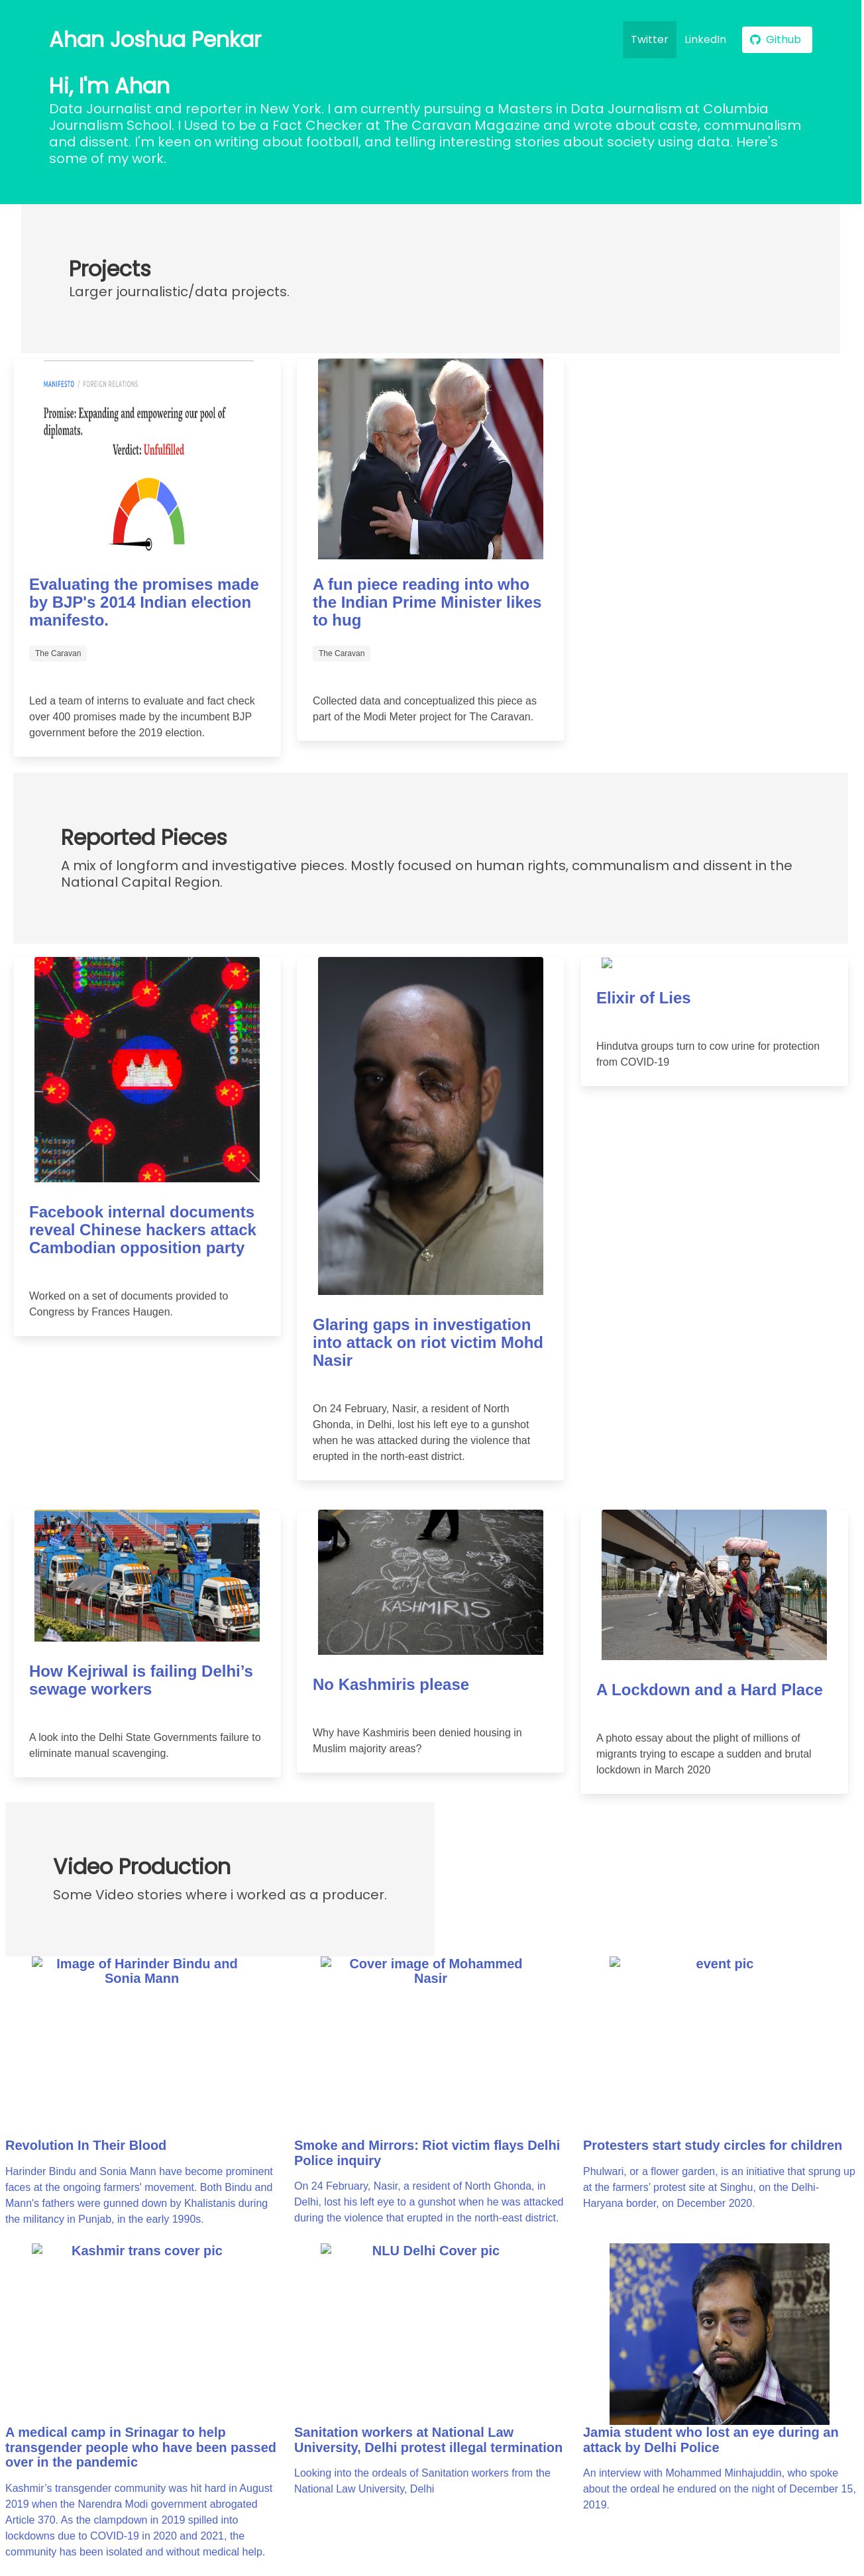 Ahan Joshua Penkar
Twitter
LinkedIn
Github
Hi, I'm Ahan
Data Journalist and reporter in New York. I am currently pursuing a Masters in Data Journalism at Columbia
Journalism School. I Used to be a Fact Checker at The Caravan Magazine and wrote about caste, communalism
and dissent. I'm keen on writing about football, and telling interesting stories about society using data. Here's
some of my work.
Projects
Larger journalistic/data projects.
MANIFESTO / FOREIGN RELATIONS
Promise: Expanding and empowering our pool of
diplomats.
Verdict: Unfulfilled
Evaluating the promises made
by BJP's 2014 Indian election
manifesto.
The Caravan
Led a team of interns to evaluate and fact check
over 400 promises made by the incumbent BJP
government before the 2019 election.
A fun piece reading into who
the Indian Prime Minister likes
to hug
The Caravan
Collected data and conceptualized this piece as
part of the Modi Meter project for The Caravan.
Reported Pieces
A mix of longform and investigative pieces. Mostly focused on human rights, communalism and dissent in the
National Capital Region.
Message
Message
Message
Message
Facebook internal documents
reveal Chinese hackers attack
Cambodian opposition party
Worked on a set of documents provided to
Congress by Frances Haugen.
Glaring gaps in investigation
into attack on riot victim Mohd
Nasir
On 24 February, Nasir, a resident of North
Ghonda, in Delhi, lost his left eye to a gunshot
when he was attacked during the violence that
erupted in the north-east district.
Elixir of Lies
Hindutva groups turn to cow urine for protection
from COVID-19
How Kejriwal is failing Delhi’s
sewage workers
A look into the Delhi State Governments failure to
eliminate manual scavenging.
KASHMIRIS
OUR STRUGG
No Kashmiris please
Why have Kashmiris been denied housing in
Muslim majority areas?
A Lockdown and a Hard Place
A photo essay about the plight of millions of
migrants trying to escape a sudden and brutal
lockdown in March 2020
Video Production
Some Video stories where i worked as a producer.
Image of Harinder Bindu and
Sonia Mann
Revolution In Their Blood
Harinder Bindu and Sonia Mann have become prominent
faces at the ongoing farmers' movement. Both Bindu and
Mann's fathers were gunned down by Khalistanis during
the militancy in Punjab, in the early 1990s.
Cover image of Mohammed
Nasir
Smoke and Mirrors: Riot victim flays Delhi
Police inquiry
On 24 February, Nasir, a resident of North Ghonda, in
Delhi, lost his left eye to a gunshot when he was attacked
during the violence that erupted in the north-east district.
event pic
Protesters start study circles for children
Phulwari, or a flower garden, is an initiative that sprung up
at the farmers’ protest site at Singhu, on the Delhi-
Haryana border, on December 2020.
Kashmir trans cover pic
A medical camp in Srinagar to help
transgender people who have been passed
over in the pandemic
Kashmir’s transgender community was hit hard in August
2019 when the Narendra Modi government abrogated
Article 370. As the clampdown in 2019 spilled into
lockdowns due to COVID-19 in 2020 and 2021, the
community has been isolated and without medical help.
NLU Delhi Cover pic
Sanitation workers at National Law
University, Delhi protest illegal termination
Looking into the ordeals of Sanitation workers from the
National Law University, Delhi
Jamia student who lost an eye during an
attack by Delhi Police
An interview with Mohammed Minhajuddin, who spoke
about the ordeal he endured on the night of December 15,
2019.